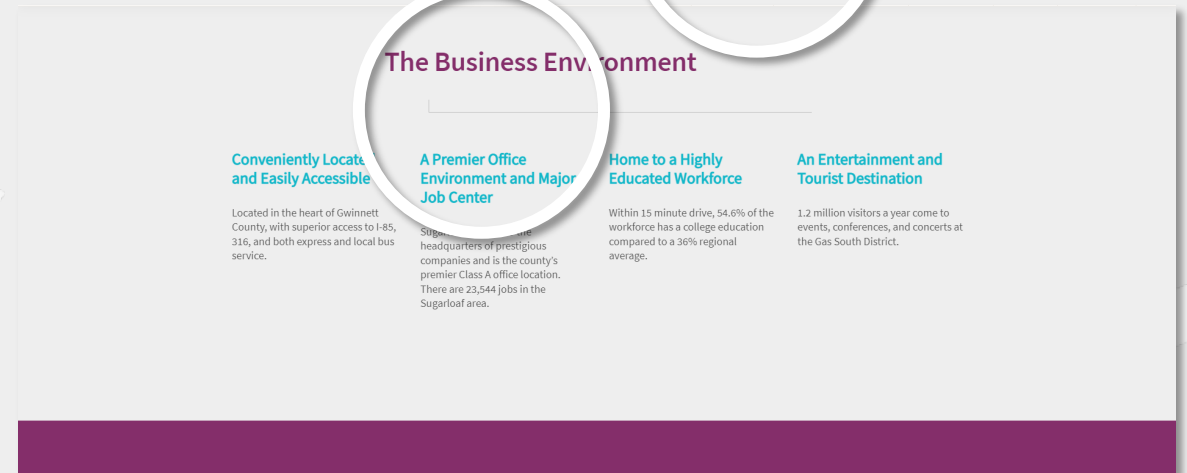 The Business Environment
Conveniently Locate
and Easily Accessible
Located in the heart of Gwinnett
County, with superior access to I-85,
316, and both express and local bus
service.
A Premier Office
Environment and Major
Job Center
the
headquarters of prestigious
companies and is the county's
premier Class A office location.
There are 23,544 jobs in the
Sugarloaf area.
Home to a Highly
Educated Workforce
Within 15 minute drive, 54.6% of the
workforce has a college education
compared to a 36% regional
average.
An Entertainment and
Tourist Destination
1.2 million visitors a year come to
events, conferences, and concerts at
the Gas South District.